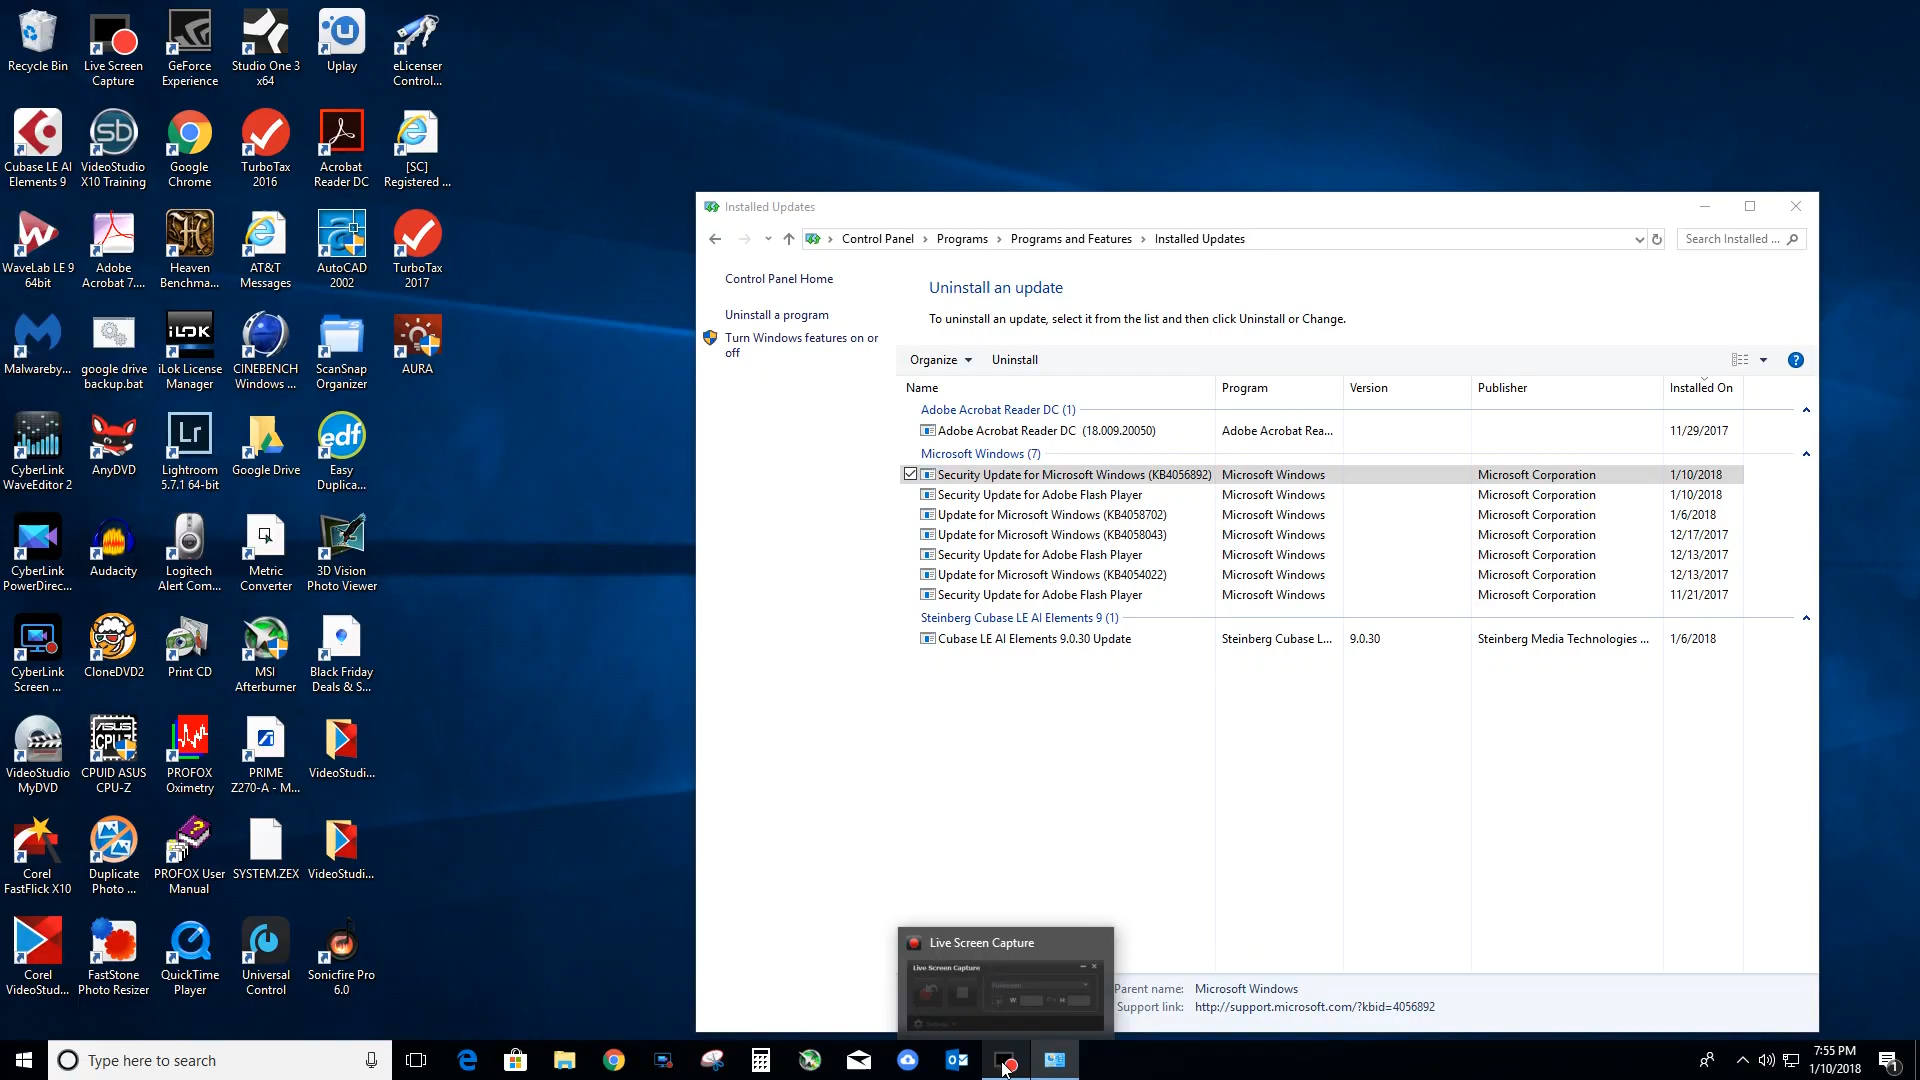 Recycle Bin
Live Screen Capture
GeForce Experience
Studio One 3 x64
Uplay
eLicenser Control...
Cubase LE AI Elements 9
VideoStudio X10 Training
Google Chrome
TurboTax 2016
Acrobat Reader DC
[SC] Registered ...
WaveLab LE 9 64bit
Adobe Acrobat 7....
Heaven Benchma...
AT&T Messages
AutoCAD 2002
TurboTax 2017
Malwareby...
google drive backup.bat
iLok License Manager
CINEBENCH Windows ...
ScanSnap Organizer
AURA
CyberLink WaveEditor 2
AnyDVD
Lightroom 5.7.1 64-bit
Google Drive
Easy Duplica...
CyberLink PowerDirec...
Audacity
Logitech Alert Com...
Metric Converter
3D Vision Photo Viewer
CyberLink Screen ...
CloneDVD2
Print CD
MSI Afterburner
Black Friday Deals & S...
VideoStudio MyDVD
CPUID ASUS CPU-Z
PROFOX Oximetry
PRIME Z270-A - M...
VideoStudi...
Corel FastFlick X10
Duplicate Photo ...
PROFOX User Manual
SYSTEM.ZEX
VideoStudi...
Corel VideoStud...
FastStone Photo Resizer
QuickTime Player
Universal Control
Sonicfire Pro 6.0
Installed Updates
Control Panel > Programs > Programs and Features > Installed Updates
Search Installed ...
Control Panel Home
Uninstall a program
Turn Windows features on or off
Uninstall an update
To uninstall an update, select it from the list and then click Uninstall or Change.
Organize Uninstall
Name Program Version Publisher Installed On
Adobe Acrobat Reader DC (1)
Adobe Acrobat Reader DC (18.009.20050) Adobe Acrobat Rea... 11/29/2017
Microsoft Windows (7)
Security Update for Microsoft Windows (KB4056892) Microsoft Windows Microsoft Corporation 1/10/2018
Security Update for Adobe Flash Player Microsoft Windows Microsoft Corporation 1/10/2018
Update for Microsoft Windows (KB4058702) Microsoft Windows Microsoft Corporation 1/6/2018
Update for Microsoft Windows (KB4058043) Microsoft Windows Microsoft Corporation 12/17/2017
Security Update for Adobe Flash Player Microsoft Windows Microsoft Corporation 12/13/2017
Update for Microsoft Windows (KB4054022) Microsoft Windows Microsoft Corporation 12/13/2017
Security Update for Adobe Flash Player Microsoft Windows Microsoft Corporation 11/21/2017
Steinberg Cubase LE AI Elements 9 (1)
Cubase LE AI Elements 9.0.30 Update Steinberg Cubase L... 9.0.30 Steinberg Media Technologies ... 1/6/2018
Live Screen Capture
Live Screen Capture
W: H:
Parent name: Microsoft Windows
Support link: http://support.microsoft.com/?kbid=4056892
Type here to search
7:55 PM
1/10/2018
1